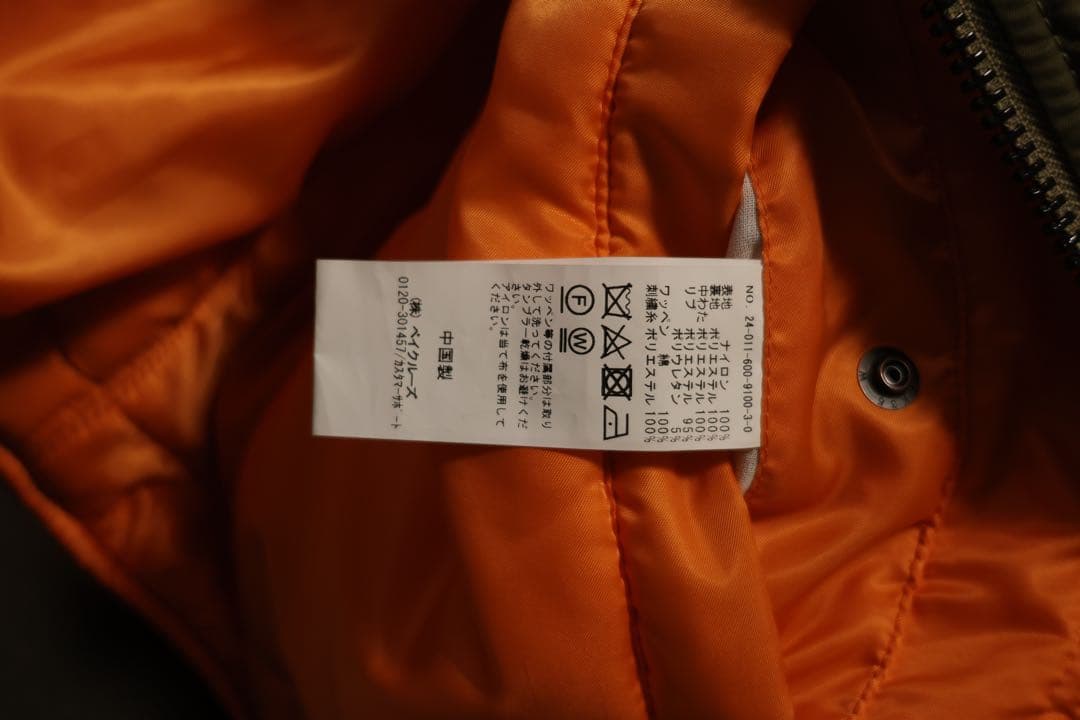 NO. 24-011-600-9100-3-0
表地 ナイロン 100%
裏地 ポリエステル 100%
中わた ポリエステル 100%
リブ ポリエステル 95%
ポリウレタン 5%
ワッペン 綿 100%
刺繍糸 ポリエステル 100%
F W
ワッペン等の付属部分は取り
外して洗ってください。
タンブラー乾燥はお避けくだ
さい。
アイロンは当て布を使用して
ください。
中国製
(株) ベイクルーズ
0120-301457/カスタマーサポート